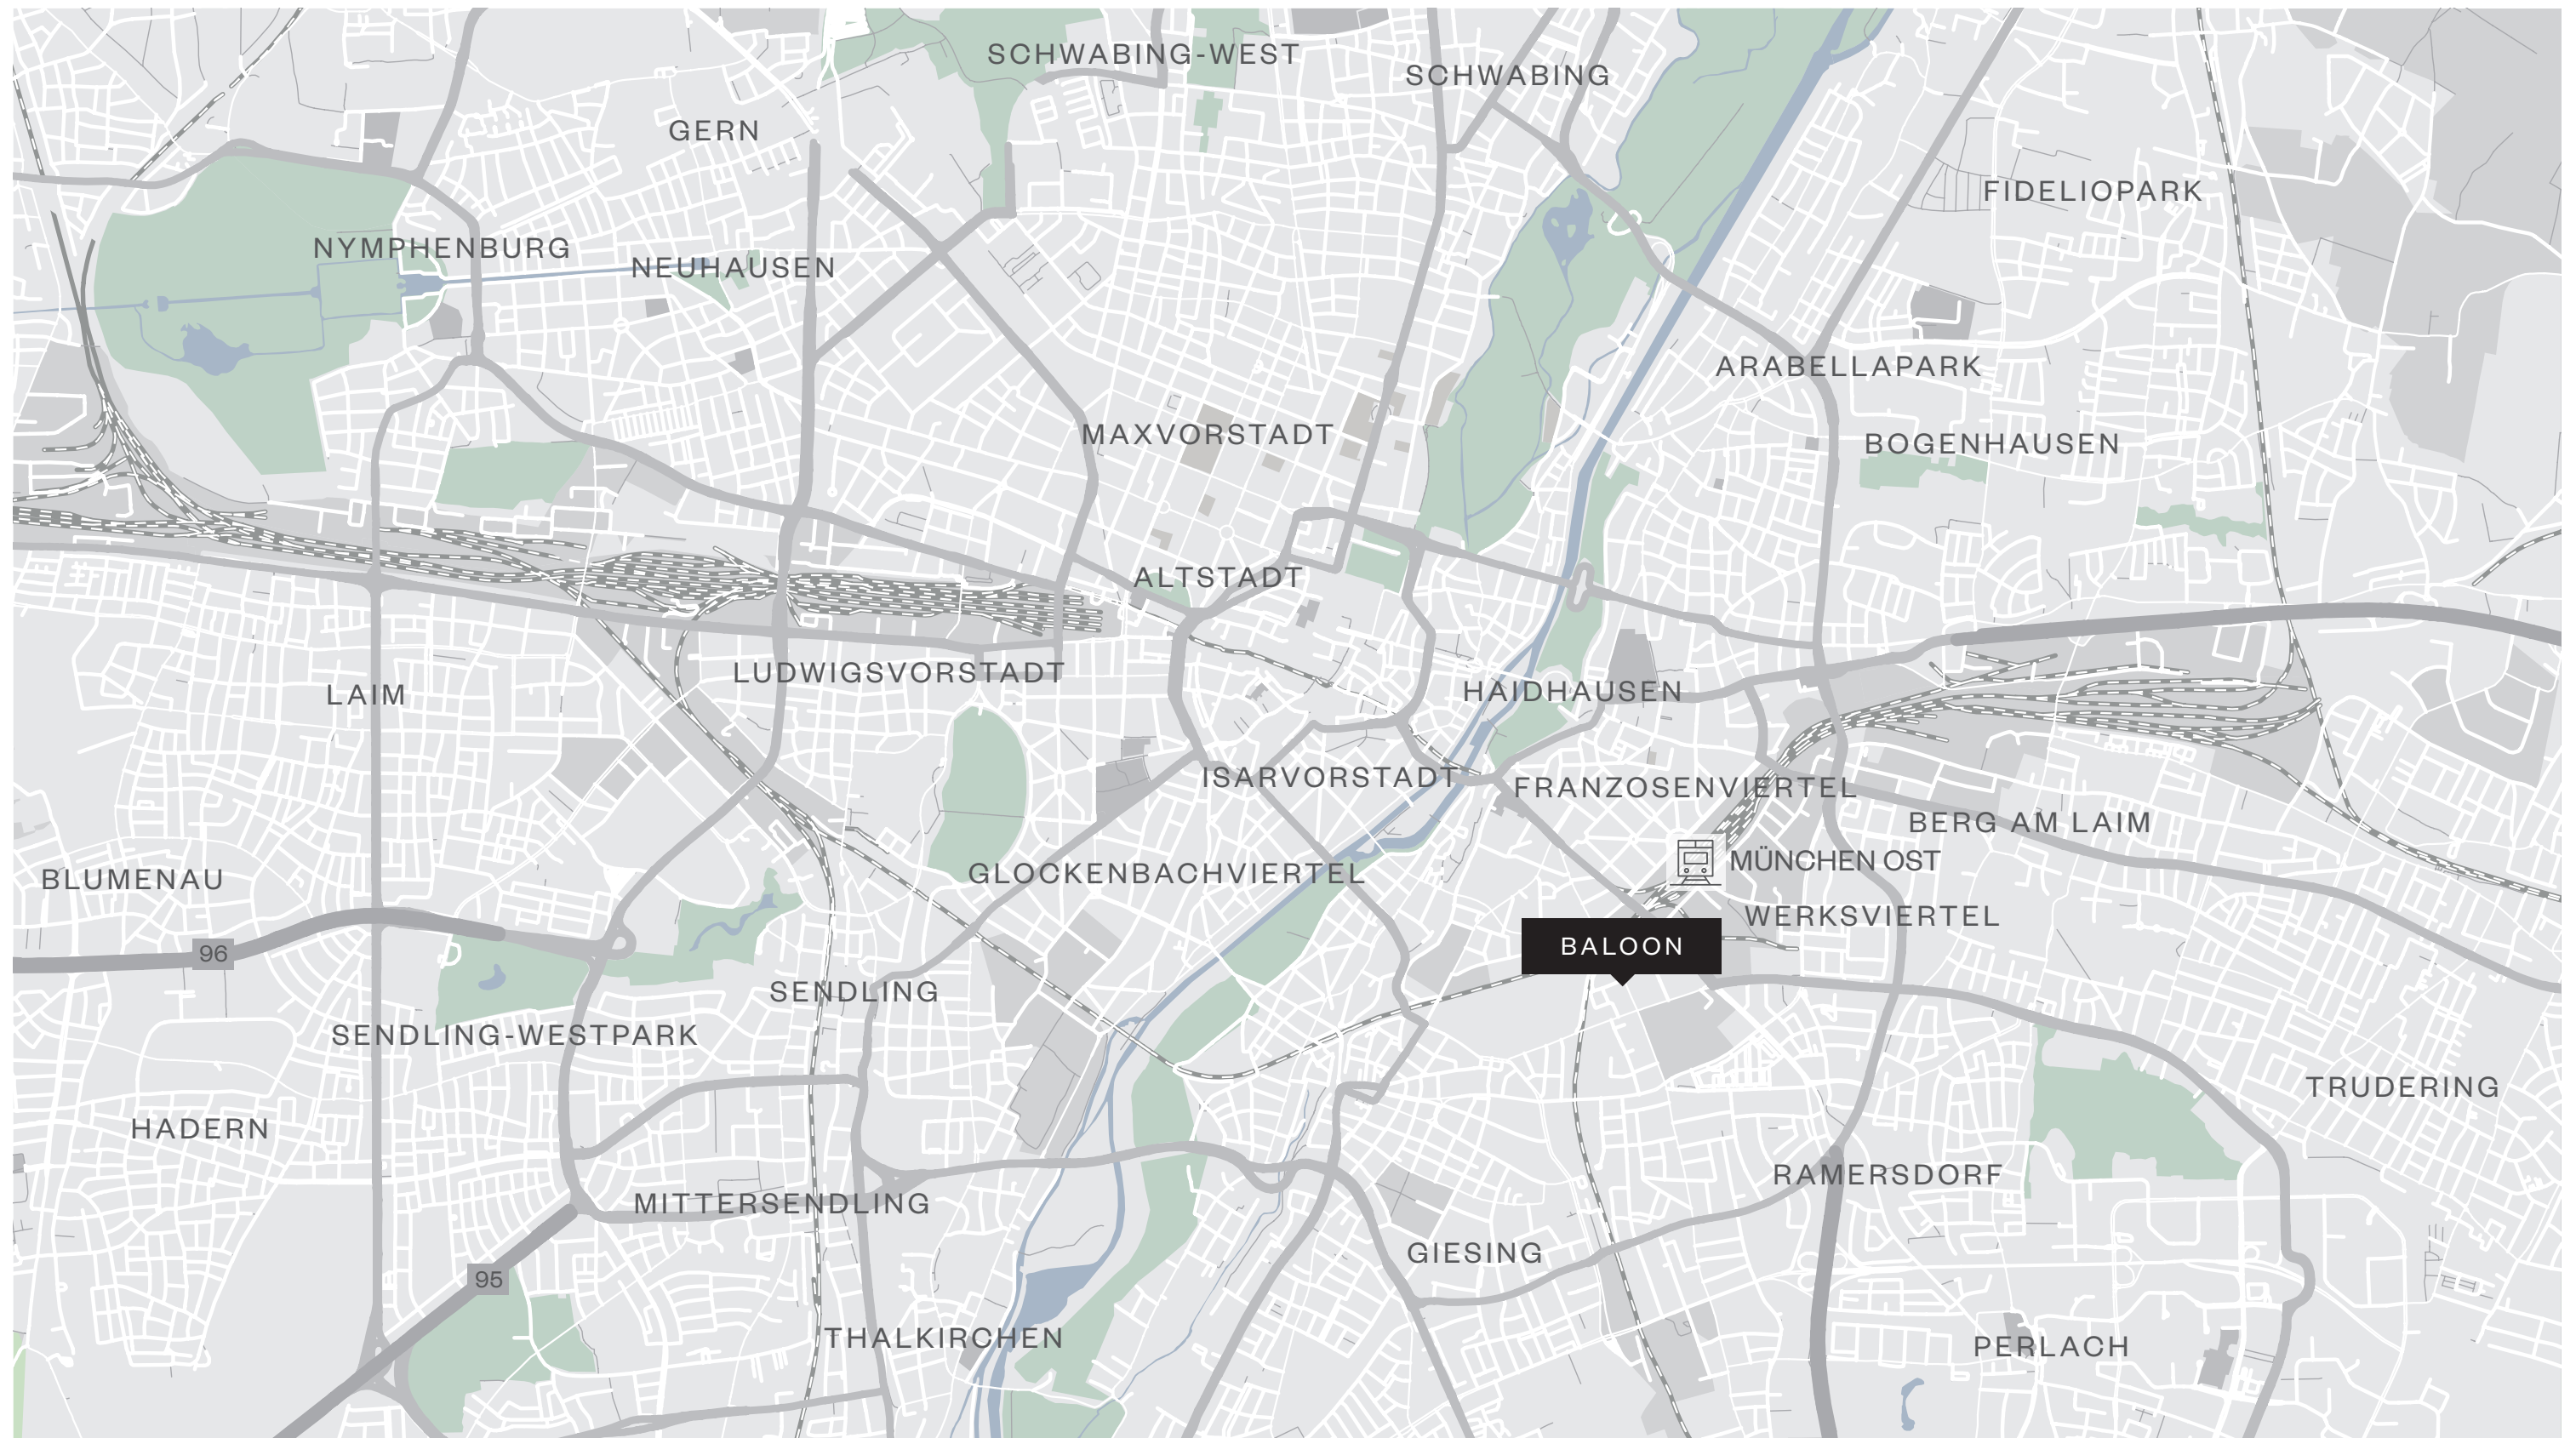 SCHWABING-WEST
SCHWABING
GERN
FIDELIOPARK
NYMPHENBURG
NEUHAUSEN
ARABELLAPARK
MAXVORSTADT
BOGENHAUSEN
ALTSTADT
LUDWIGSVORSTADT
LAIM
HAIDHAUSEN
ISARVORSTADT
FRANZOSENVIERTEL
BERG AM LAIM
MÜNCHEN OST
GLOCKENBACHVIERTEL
BLUMENAU
WERKSVIERTEL
BALOON
96
SENDLING
SENDLING-WESTPARK
TRUDERING
HADERN
RAMERSDORF
MITTERSENDLING
GIESING
95
THALKIRCHEN
PERLACH